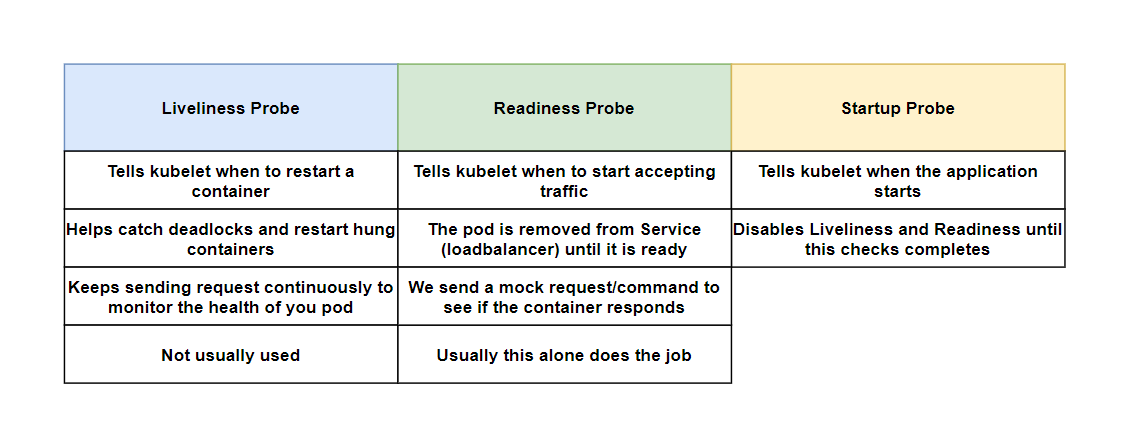 Liveliness Probe
Readiness Probe
Startup Probe
Tells kubelet when to restart a
container
Tells kubelet when to start accepting
traffic
Tells kubelet when the application
starts
Helps catch deadlocks and restart hung
containers
The pod is removed from Service
(loadbalancer) until it is ready
Disables Liveliness and Readiness until
this checks completes
Keeps sending request continuously to
monitor the health of you pod
We send a mock request/command to
see if the container responds
Not usually used
Usually this alone does the job